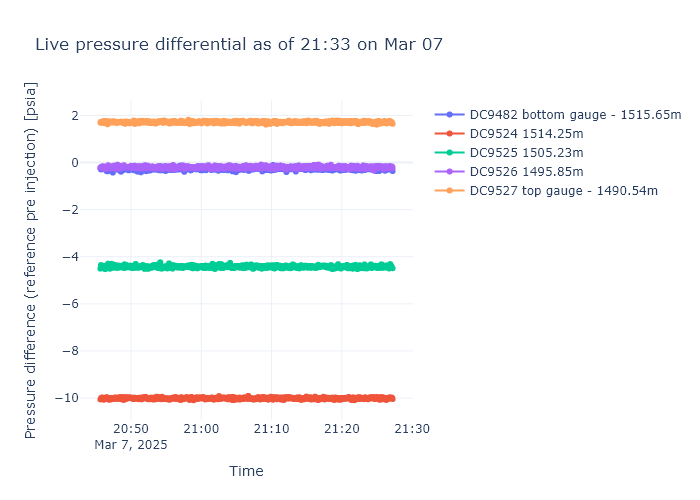 Live pressure differential as of 21:33 on Mar 07
Pressure difference (reference pre injection) [psia]
2
0
−2
−4
−6
−8
−10
20:50
21:00
21:10
21:20
21:30
Mar 7, 2025
Time
DC9482 bottom gauge - 1515.65m
DC9524 1514.25m
DC9525 1505.23m
DC9526 1495.85m
DC9527 top gauge - 1490.54m